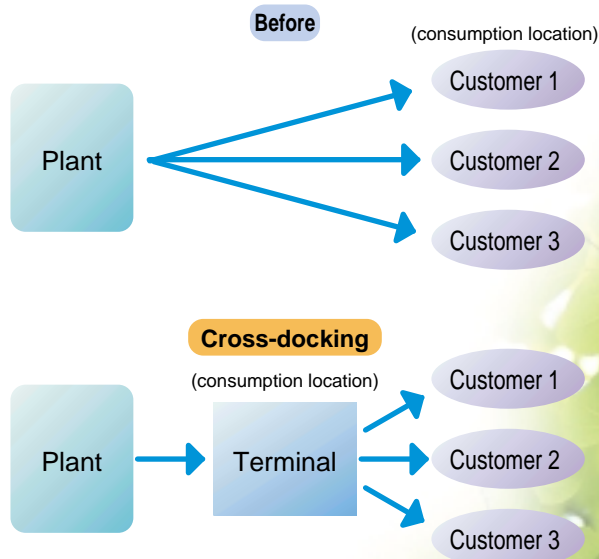 Before
(consumption location)
Customer 1
Plant
Customer 2
Customer 3
Cross-docking
(consumption location)
Customer 1
Plant
Terminal
Customer 2
Customer 3